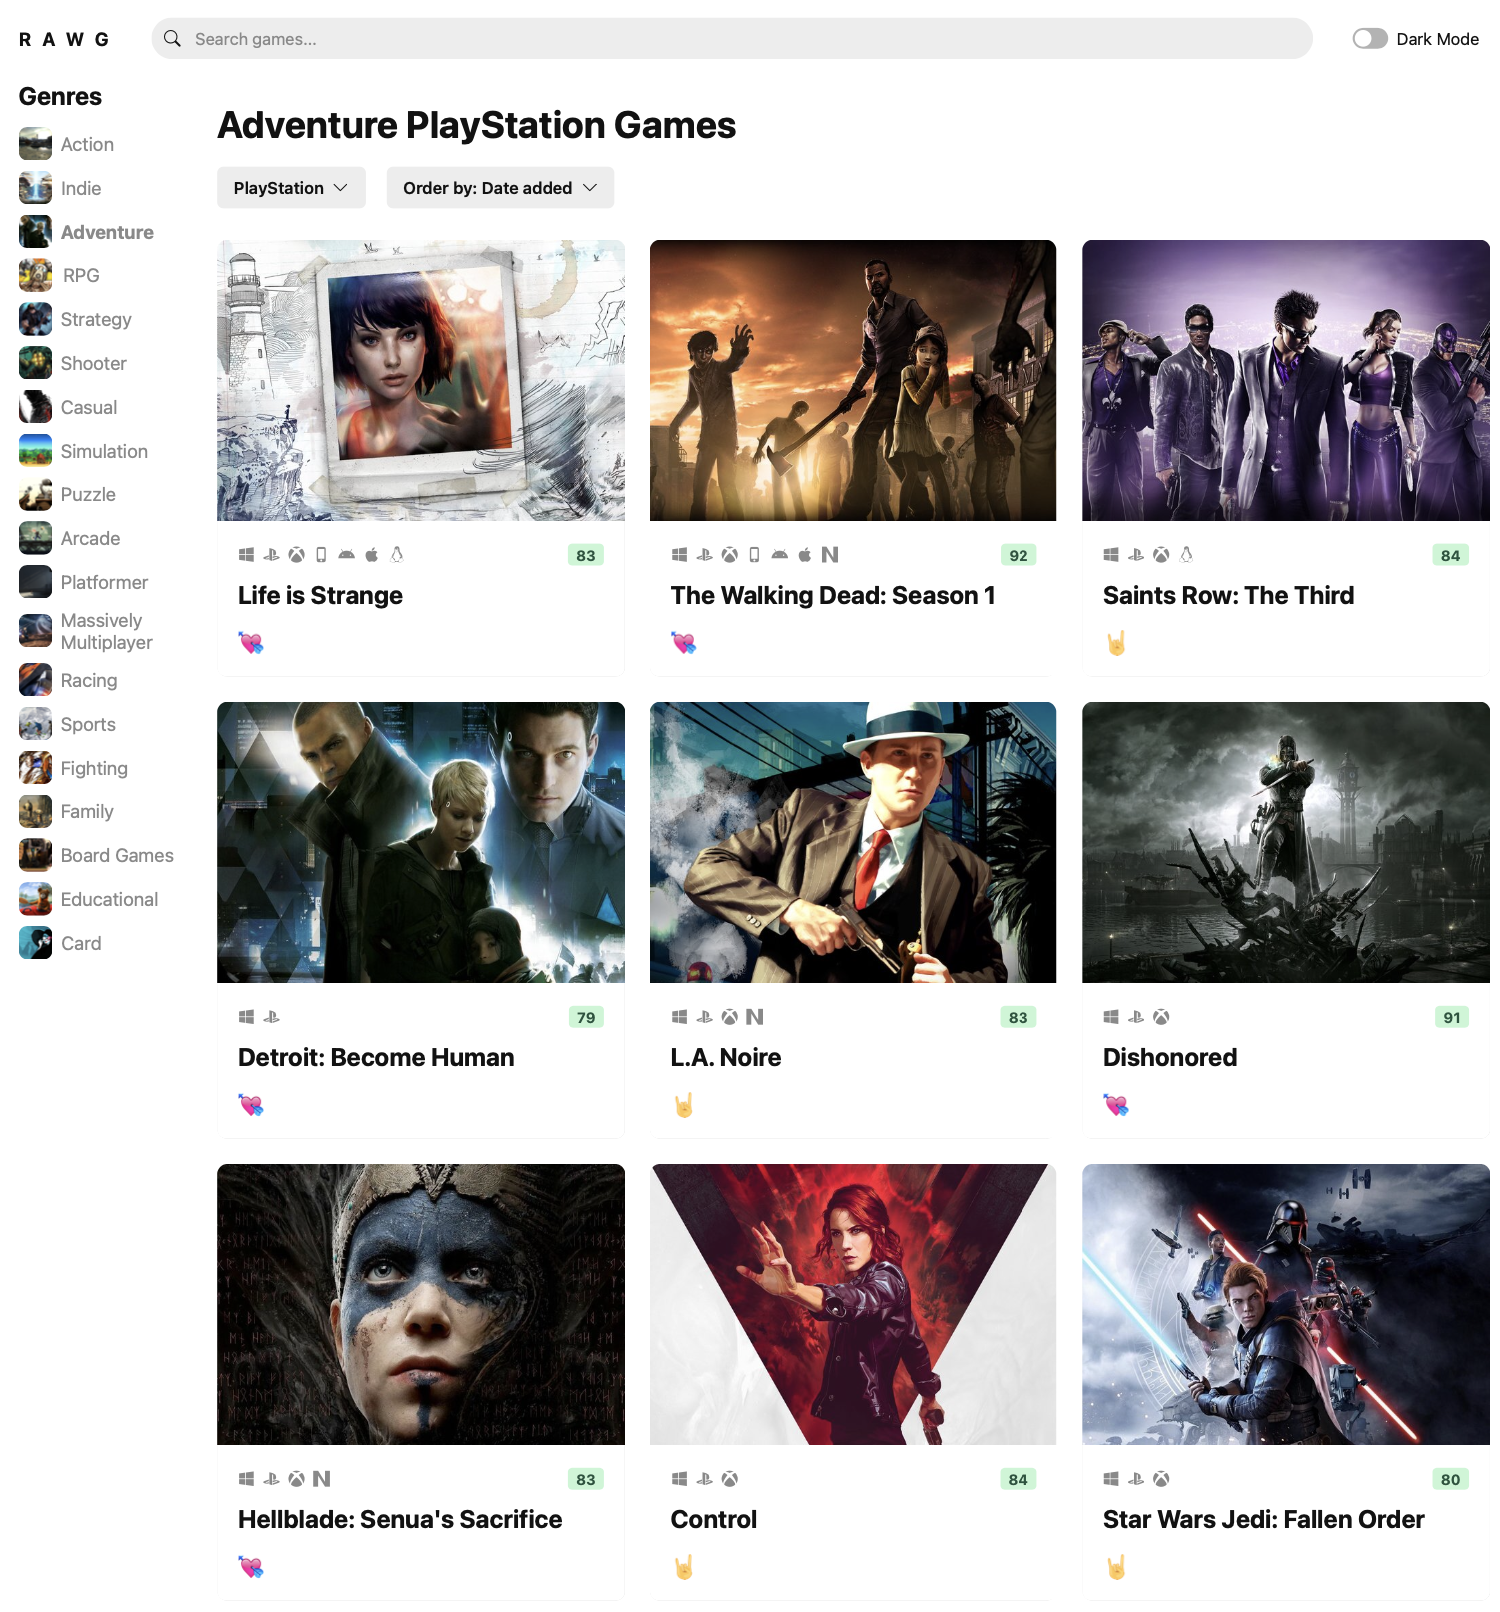 R A W G
Search games...
Dark Mode
Genres
Action
Indie
Adventure
RPG
Strategy
Shooter
Casual
Simulation
Puzzle
Arcade
Platformer
Massively
Multiplayer
Racing
Sports
Fighting
Family
Board Games
Educational
Card
Adventure PlayStation Games
PlayStation
Order by: Date added
83
Life is Strange
92
The Walking Dead: Season 1
84
Saints Row: The Third
79
Detroit: Become Human
83
L.A. Noire
91
Dishonored
83
Hellblade: Senua's Sacrifice
84
Control
80
Star Wars Jedi: Fallen Order